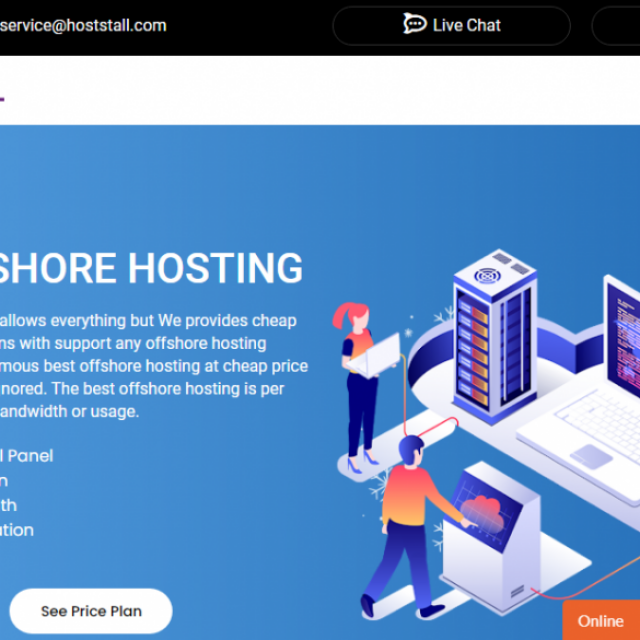 service@hoststall.com
Live Chat
SHORE HOSTING
allows everything but We provides cheap
ns with support any offshore hosting
mous best offshore hosting at cheap price
nored. The best offshore hosting is per
andwidth or usage.
l Panel
n
th
ation
See Price Plan
Online